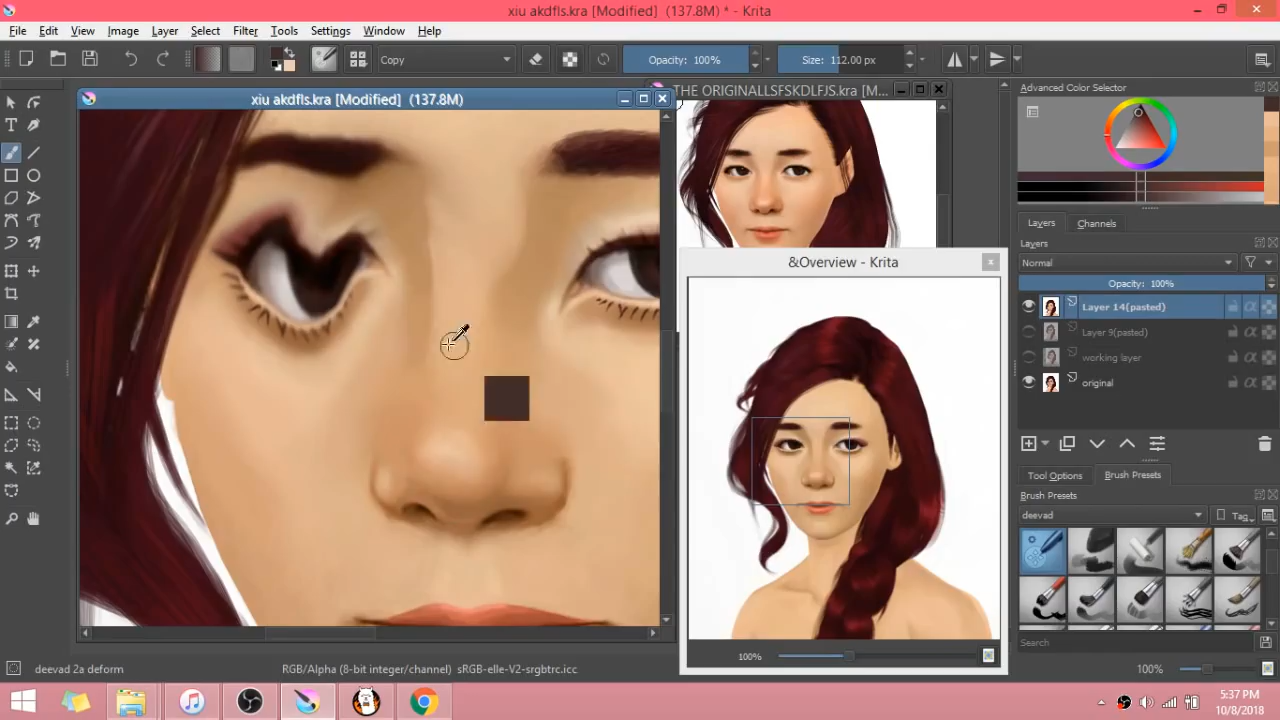 xiu akdfls.kra [Modified] (137.8M) * - Krita
File Edit View Image Layer Select Filter Tools Settings Window Help
Copy Opacity: 100% Size: 112.00 px
xiu akdfls.kra [Modified] (137.8M)
THE ORIGINALLSFSKDLFJS.kra [M...
Advanced Color Selector
&Overview - Krita
100%
Layers Channels
Layers
Normal
Opacity: 100%
Layer 14(pasted)
Layer 9(pasted)
working layer
original
Tool Options Brush Presets
Brush Presets
deevad Tag
Search
deevad 2a deform RGB/Alpha (8-bit integer/channel) sRGB-elle-V2-srgbtrc.icc 150%
5:37 PM
10/8/2018